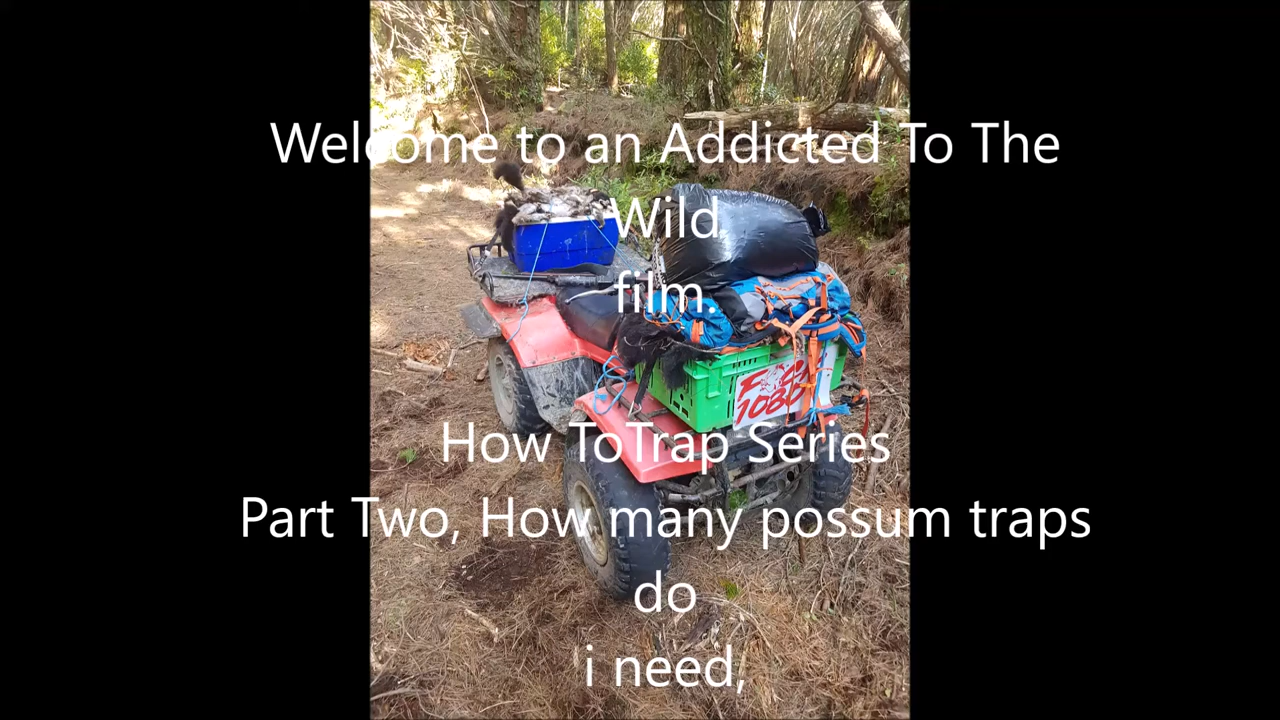 Welcome to an Addicted To The
Wild
film.
1080
How ToTrap Series
Part Two, How many possum traps
do
i need,